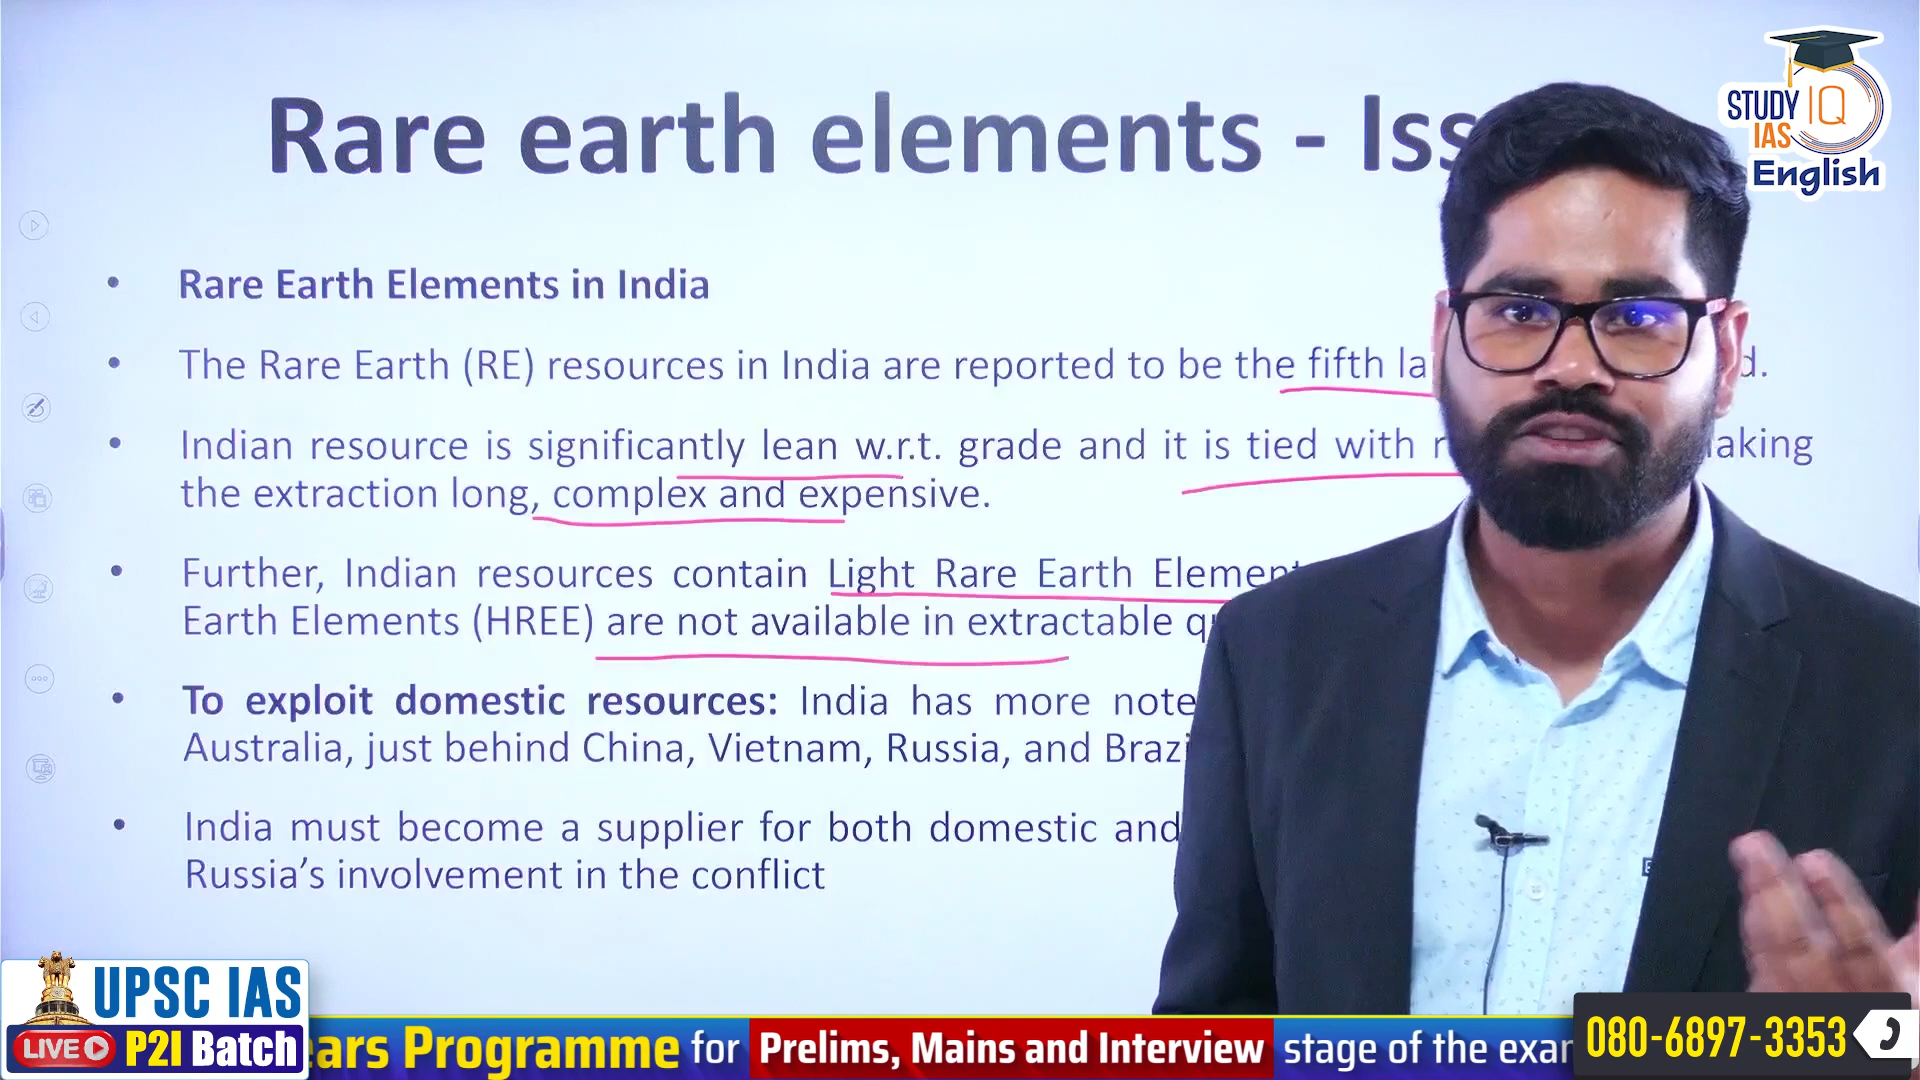 Rare earth elements - Iss
STUDY IQ
IAS
English
• Rare Earth Elements in India
• The Rare Earth (RE) resources in India are reported to be the fifth la d.
• Indian resource is significantly lean w.r.t. grade and it is tied with r aking
the extraction long, complex and expensive.
• Further, Indian resources contain Light Rare Earth Element
Earth Elements (HREE) are not available in extractable q
• To exploit domestic resources: India has more note
Australia, just behind China, Vietnam, Russia, and Brazi
• India must become a supplier for both domestic and
Russia’s involvement in the conflict
UPSC IAS
LIVE P2I Batch
ears Programme for Prelims, Mains and Interview stage of the exam
080-6897-3353